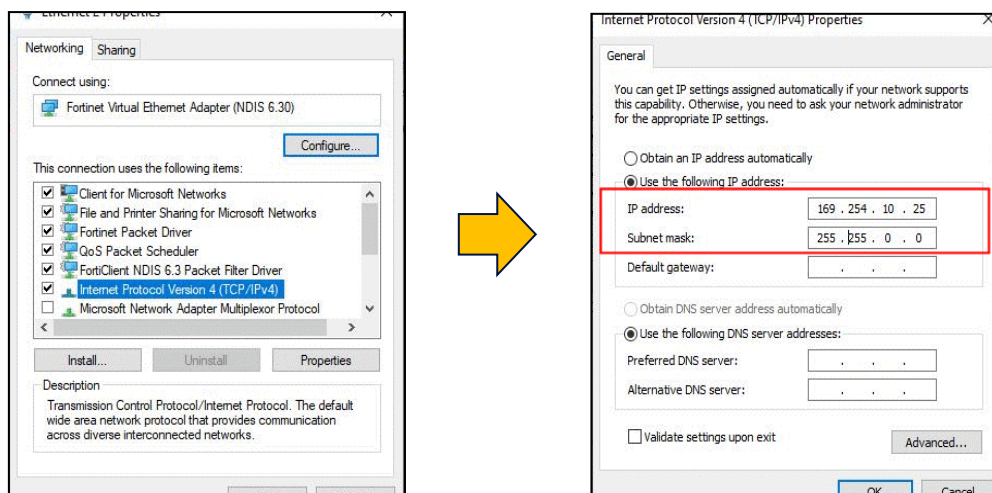 Ethernet 2 Properties
Networking
Sharing
Connect using:
Fortinet Virtual Ethernet Adapter (NDIS 6.30)
Configure...
This connection uses the following items:
Client for Microsoft Networks
File and Printer Sharing for Microsoft Networks
Fortinet Packet Driver
QoS Packet Scheduler
FortiClient NDIS 6.3 Packet Filter Driver
Internet Protocol Version 4 (TCP/IPv4)
Microsoft Network Adapter Multiplexor Protocol
Install...
Uninstall
Properties
Description
Transmission Control Protocol/Internet Protocol. The default
wide area network protocol that provides communication
across diverse interconnected networks.
Internet Protocol Version 4 (TCP/IPv4) Properties
General
You can get IP settings assigned automatically if your network supports
this capability. Otherwise, you need to ask your network administrator
for the appropriate IP settings.
Obtain an IP address automatically
Use the following IP address:
IP address:
169 . 254 . 10 . 25
Subnet mask:
255 . 255 . 0 . 0
Default gateway:
. . .
Obtain DNS server address automatically
Use the following DNS server addresses:
Preferred DNS server:
. . .
Alternative DNS server:
. . .
Validate settings upon exit
Advanced...
OK
Cancel